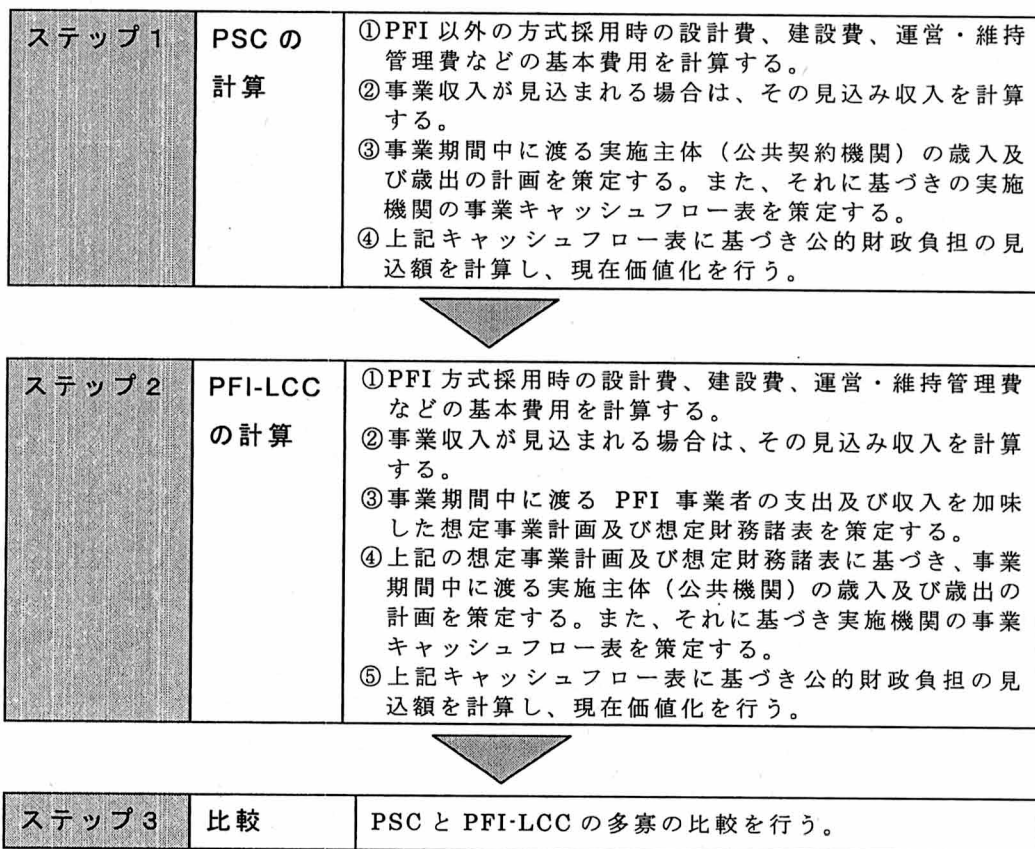 ステップ1
PSCの
計算
①PFI以外の方式採用時の設計費、建設費、運営・維持
管理費などの基本費用を計算する。
②事業収入が見込まれる場合は、その見込み収入を計算
する。
③事業期間中に渡る実施主体（公共契約機関）の歳入及
び歳出の計画を策定する。また、それに基づきの実施
機関の事業キャッシュフロー表を策定する。
④上記キャッシュフロー表に基づき公的財政負担の見
込額を計算し、現在価値化を行う。
ステップ2
PFI-LCC
の計算
①PFI方式採用時の設計費、建設費、運営・維持管理費
などの基本費用を計算する。
②事業収入が見込まれる場合は、その見込み収入を計算
する。
③事業期間中に渡る PFI 事業者の支出及び収入を加味
した想定事業計画及び想定財務諸表を策定する。
④上記の想定事業計画及び想定財務諸表に基づき、事業
期間中に渡る実施主体（公共機関）の歳入及び歳出の
計画を策定する。また、それに基づき実施機関の事業
キャッシュフロー表を策定する。
⑤上記キャッシュフロー表に基づき公的財政負担の見
込額を計算し、現在価値化を行う。
ステップ3
比較
PSCとPFI-LCCの多寡の比較を行う。